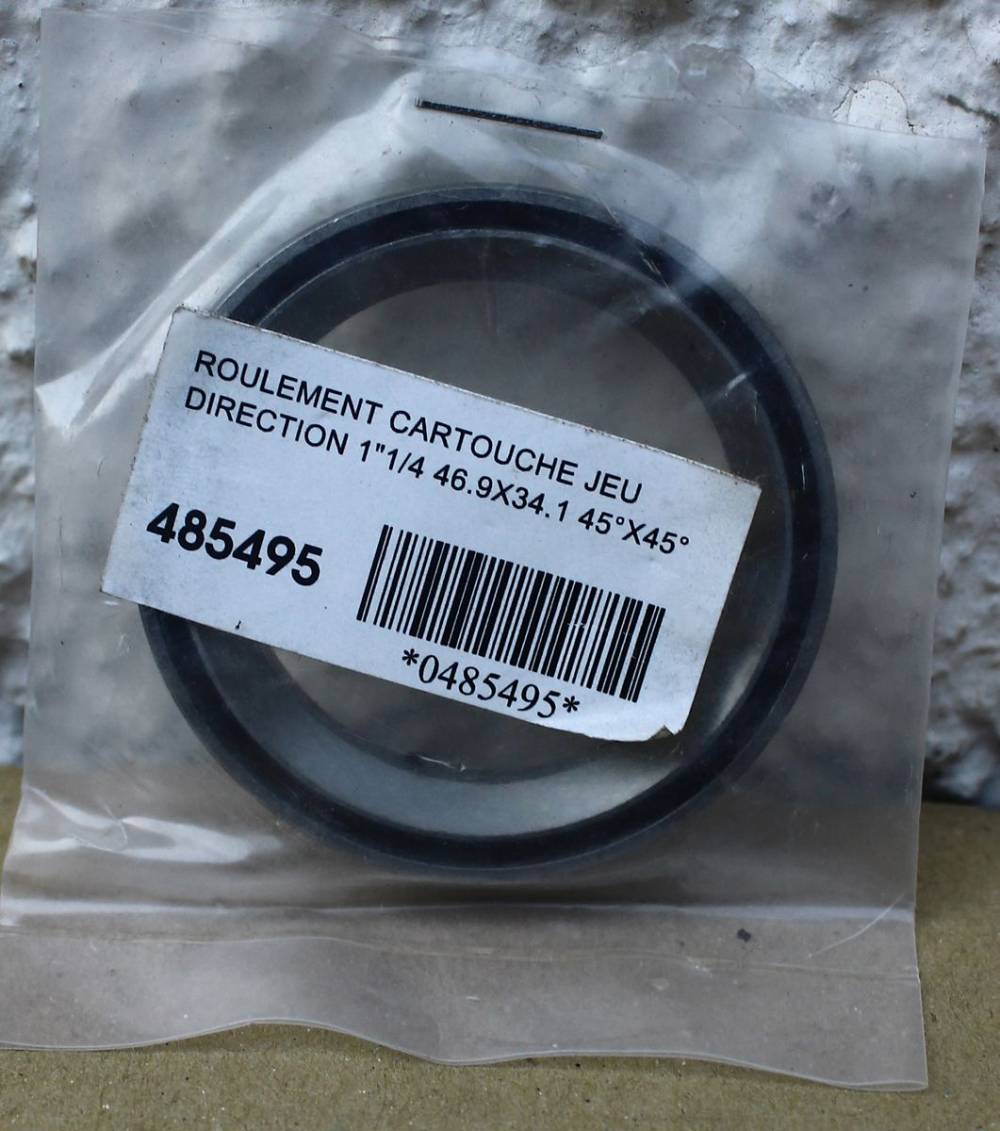 ROULEMENT CARTOUCHE JEU
DIRECTION 1"1/4 46.9X34.1 45°X45°
485495
*0485495*